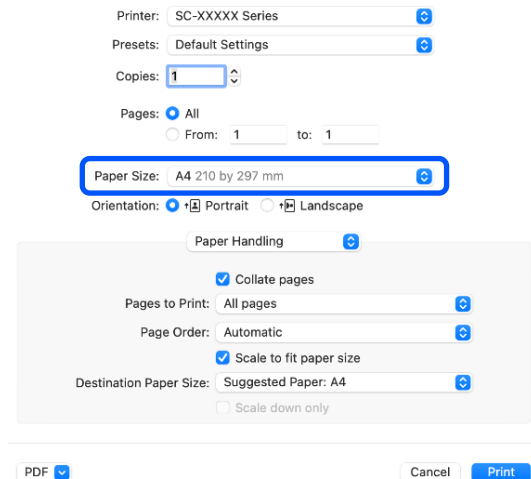 Printer: SC-XXXXX Series
Presets: Default Settings
Copies: 1
Pages: All
From: 1 to: 1
Paper Size: A4 210 by 297 mm
Orientation: Portrait Landscape
Paper Handling
Collate pages
Pages to Print: All pages
Page Order: Automatic
Scale to fit paper size
Destination Paper Size: Suggested Paper: A4
Scale down only
PDF Cancel Print